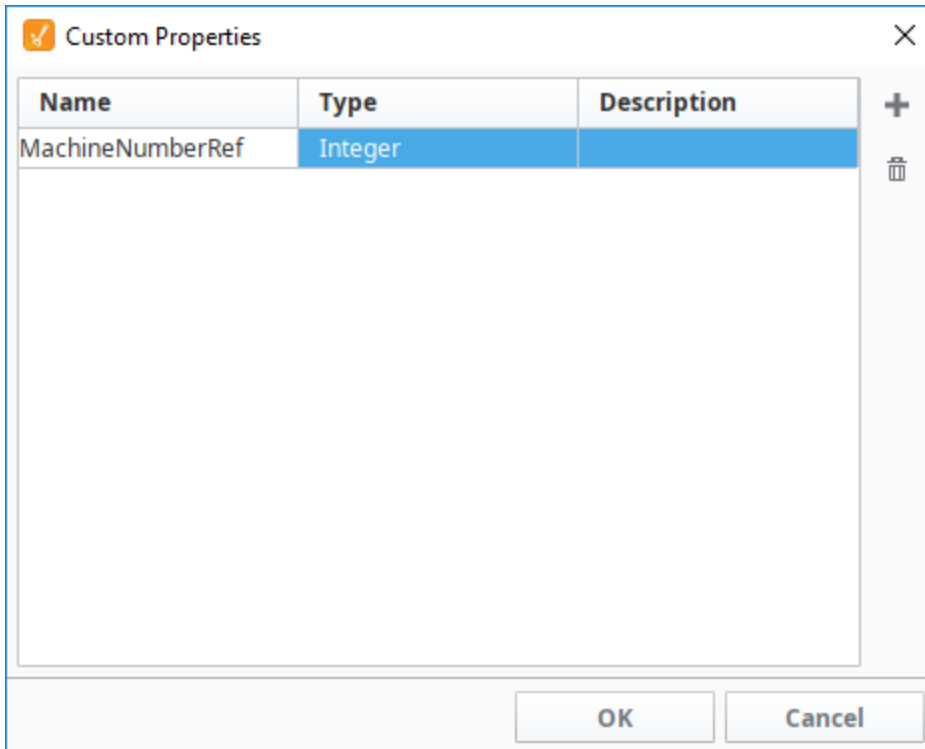 Custom Properties
Name Type Description
MachineNumberRef Integer
OK Cancel